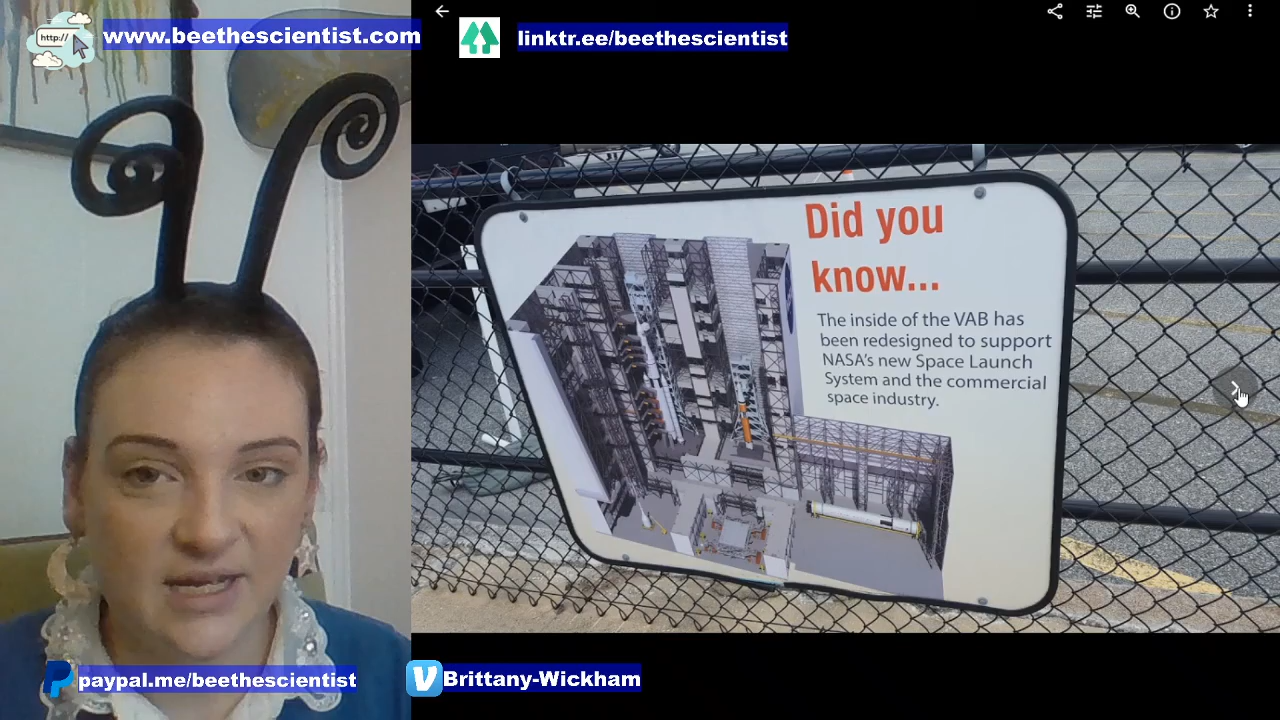 http://
www.beethescientist.com
linktr.ee/beethescientist
Did you
know...
The inside of the VAB has
been redesigned to support
NASA's new Space Launch
System and the commercial
space industry.
paypal.me/beethescientist
Brittany-Wickham